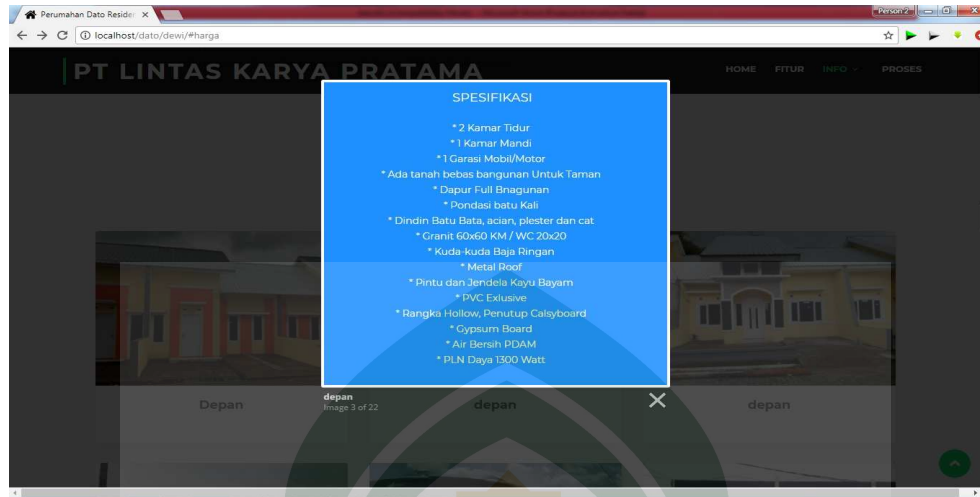 Perumahan Dato Resider
Person 2
localhost/dato/dewi/#harga
PT LINTAS KARYA PRATAMA
HOME FITUR INFO PROSES
SPESIFIKASI
* 2 Kamar Tidur
* 1 Kamar Mandi
* 1 Garasi Mobil/Motor
* Ada tanah bebas bangunan Untuk Taman
* Dapur Full Bnagunan
* Pondasi batu Kali
* Dindin Batu Bata, acian, plester dan cat
* Granit 60x60 KM / WC 20x20
* Kuda-kuda Baja Ringan
* Metal Roof
* Pintu dan Jendela Kayu Bayam
* PVC Exlusive
* Rangka Hollow, Penutup Calsyboard
* Gypsum Board
* Air Bersih PDAM
* PLN Daya 1300 Watt
depan
Image 3 of 22
Depan depan depan